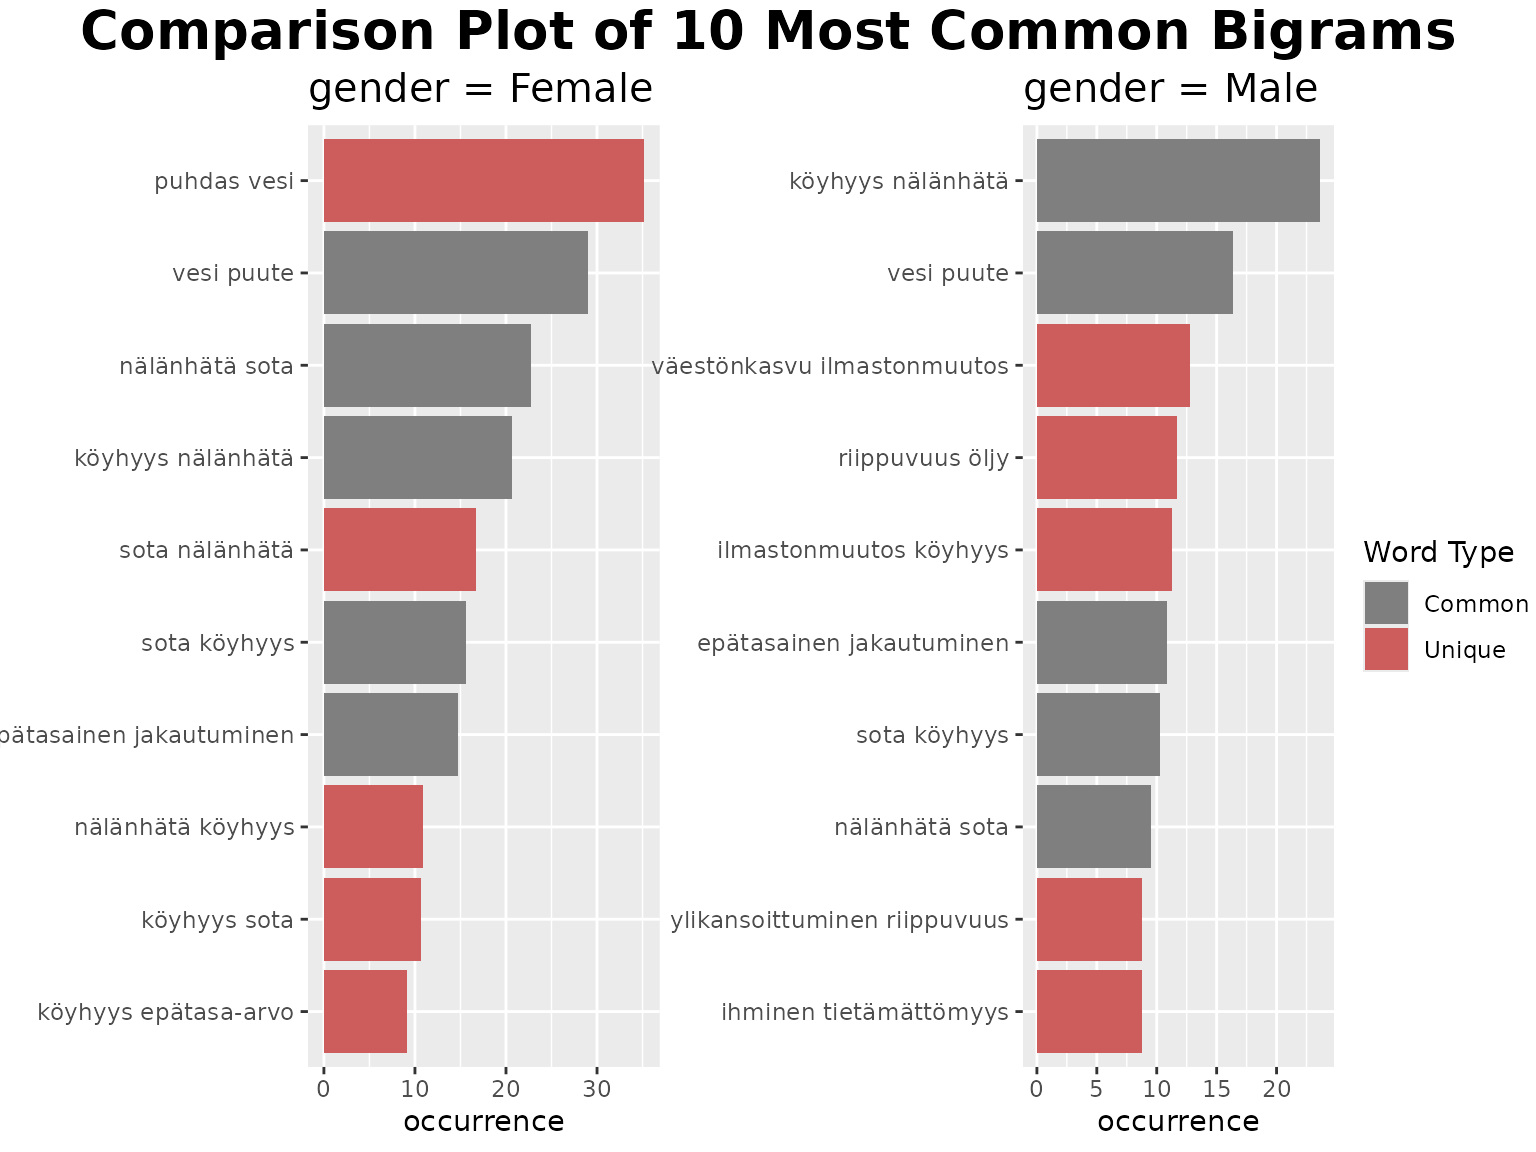 Comparison Plot of 10 Most Common Bigrams
gender = Female
puhdas vesi
vesi puute
nälänhätä sota
köyhyys nälänhätä
sota nälänhätä
sota köyhyys
pätasainen jakautuminen
nälänhätä köyhyys
köyhyys sota
köyhyys epätasa-arvo
0 10 20 30
occurrence
gender = Male
köyhyys nälänhätä
vesi puute
väestönkasvu ilmastonmuutos
riippuvuus öljy
ilmastonmuutos köyhyys
epätasainen jakautuminen
sota köyhyys
nälänhätä sota
ylikansoittuminen riippuvuus
ihminen tietämättömyys
0 5 10 15 20
occurrence
Word Type
Common
Unique